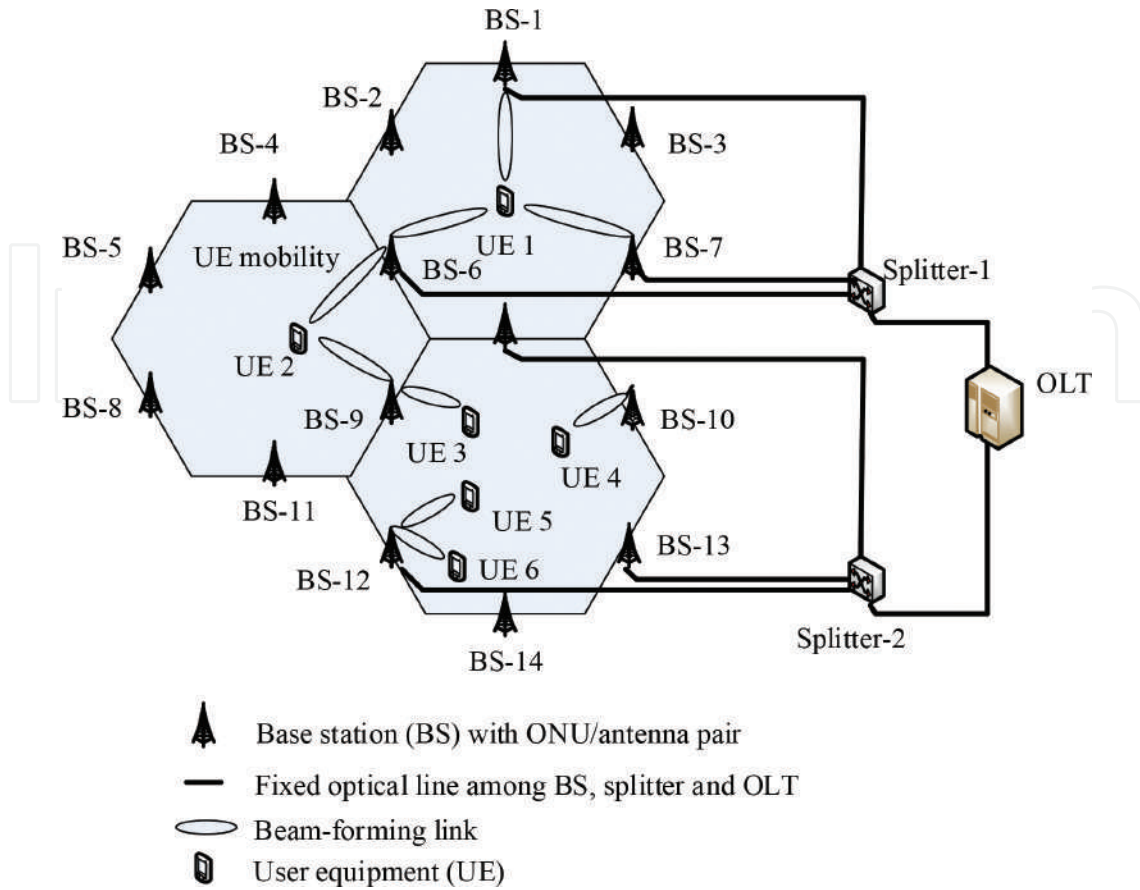 BS-1
BS-2
BS-3
BS-4
UE 1
BS-5
UE mobility
BS-6
BS-7
Splitter-1
UE 2
OLT
BS-8
BS-9
BS-10
UE 3
UE 4
BS-11
UE 5
BS-13
BS-12
UE 6
Splitter-2
BS-14
Base station (BS) with ONU/antenna pair
Fixed optical line among BS, splitter and OLT
Beam-forming link
User equipment (UE)